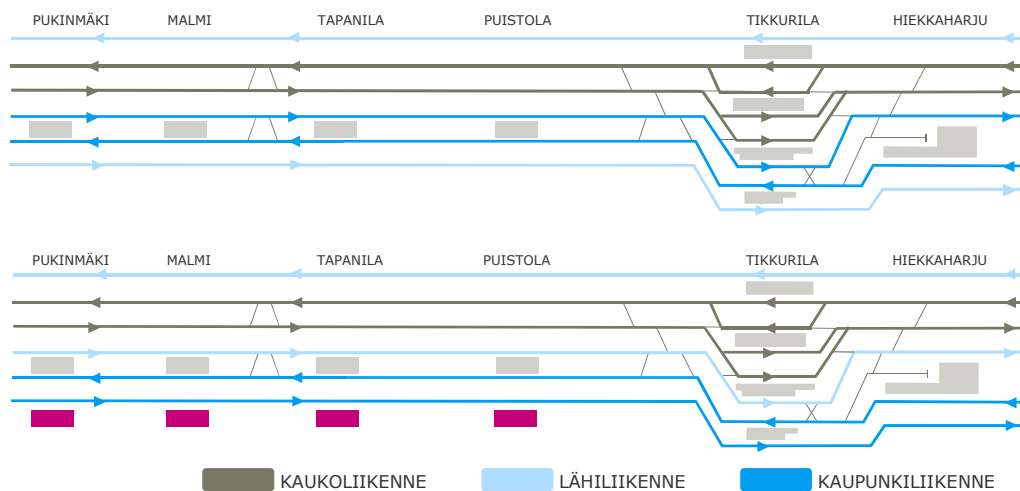 PUKINMÄKI MALMI TAPANILA PUISTOLA TIKKURILA HIEKKAHARJU
PUKINMÄKI MALMI TAPANILA PUISTOLA TIKKURILA HIEKKAHARJU
KAUKOLIIKENNE LÄHILIIKENNE KAUPUNKILIIKENNE